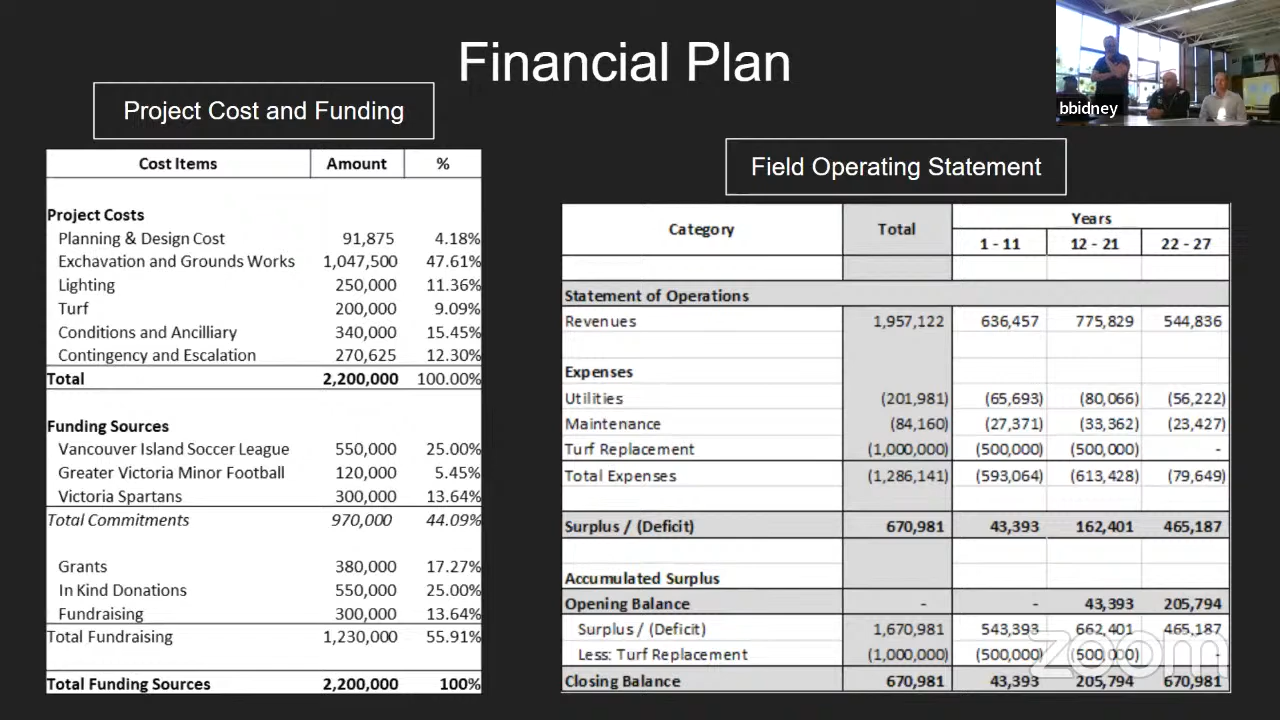 Financial Plan
bbidney
Project Cost and Funding
Cost Items Amount %
Project Costs
Planning & Design Cost 91,875 4.18%
Exchavation and Grounds Works 1,047,500 47.61%
Lighting 250,000 11.36%
Turf 200,000 9.09%
Conditions and Ancilliary 340,000 15.45%
Contingency and Escalation 270,625 12.30%
Total 2,200,000 100.00%
Funding Sources
Vancouver Island Soccer League 550,000 25.00%
Greater Victoria Minor Football 120,000 5.45%
Victoria Spartans 300,000 13.64%
Total Commitments 970,000 44.09%
Grants 380,000 17.27%
In Kind Donations 550,000 25.00%
Fundraising 300,000 13.64%
Total Fundraising 1,230,000 55.91%
Total Funding Sources 2,200,000 100%
Field Operating Statement
Category Total Years
1 - 11 12 - 21 22 - 27
Statement of Operations
Revenues 1,957,122 636,457 775,829 544,836
Expenses
Utilities (201,981) (65,693) (80,066) (56,222)
Maintenance (84,160) (27,371) (33,362) (23,427)
Turf Replacement (1,000,000) (500,000) (500,000) -
Total Expenses (1,286,141) (593,064) (613,428) (79,649)
Surplus / (Deficit) 670,981 43,393 162,401 465,187
Accumulated Surplus
Opening Balance - - 43,393 205,794
Surplus / (Deficit) 1,670,981 543,393 662,401 465,187
Less: Turf Replacement (1,000,000) (500,000) (500,000) -
Closing Balance 670,981 43,393 205,794 670,981
zoom